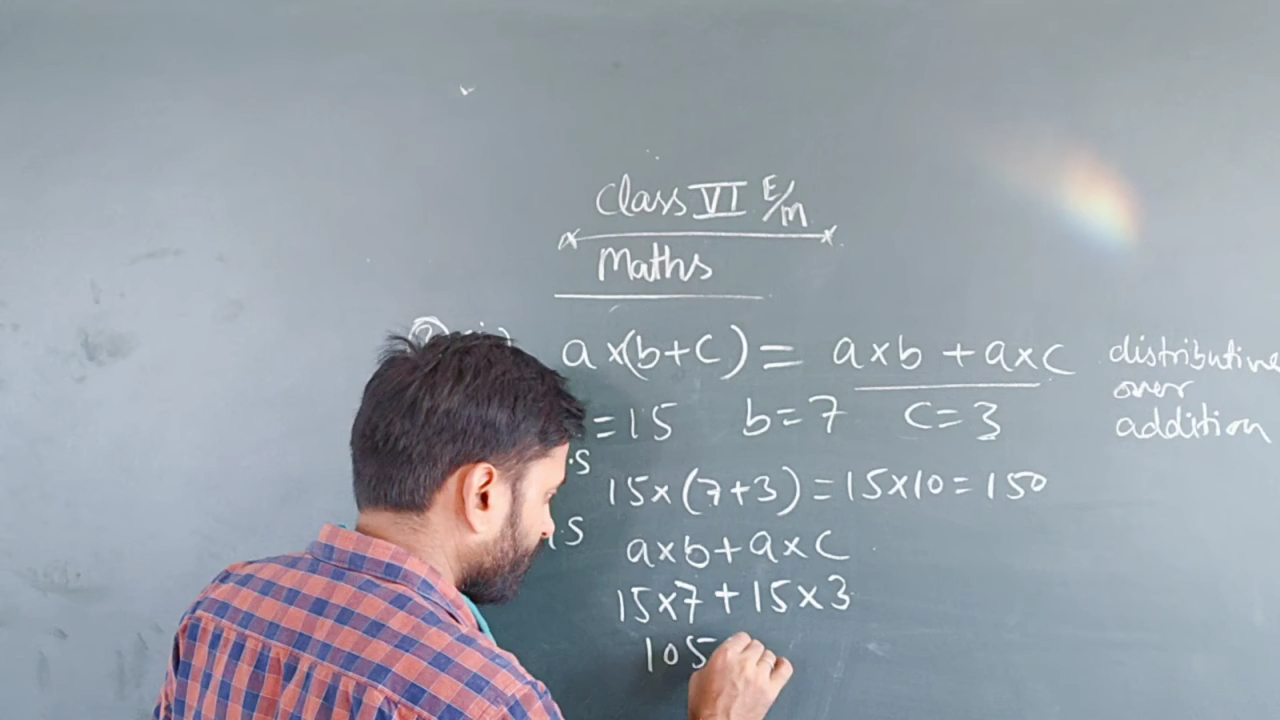 Class VI E/m
Maths
a×(b+c) = a×b + a×c distributive
over
=15 b=7 c=3 addition
.s 15×(7+3)=15×10=150
.s a×b+a×c
15×7+15×3
105